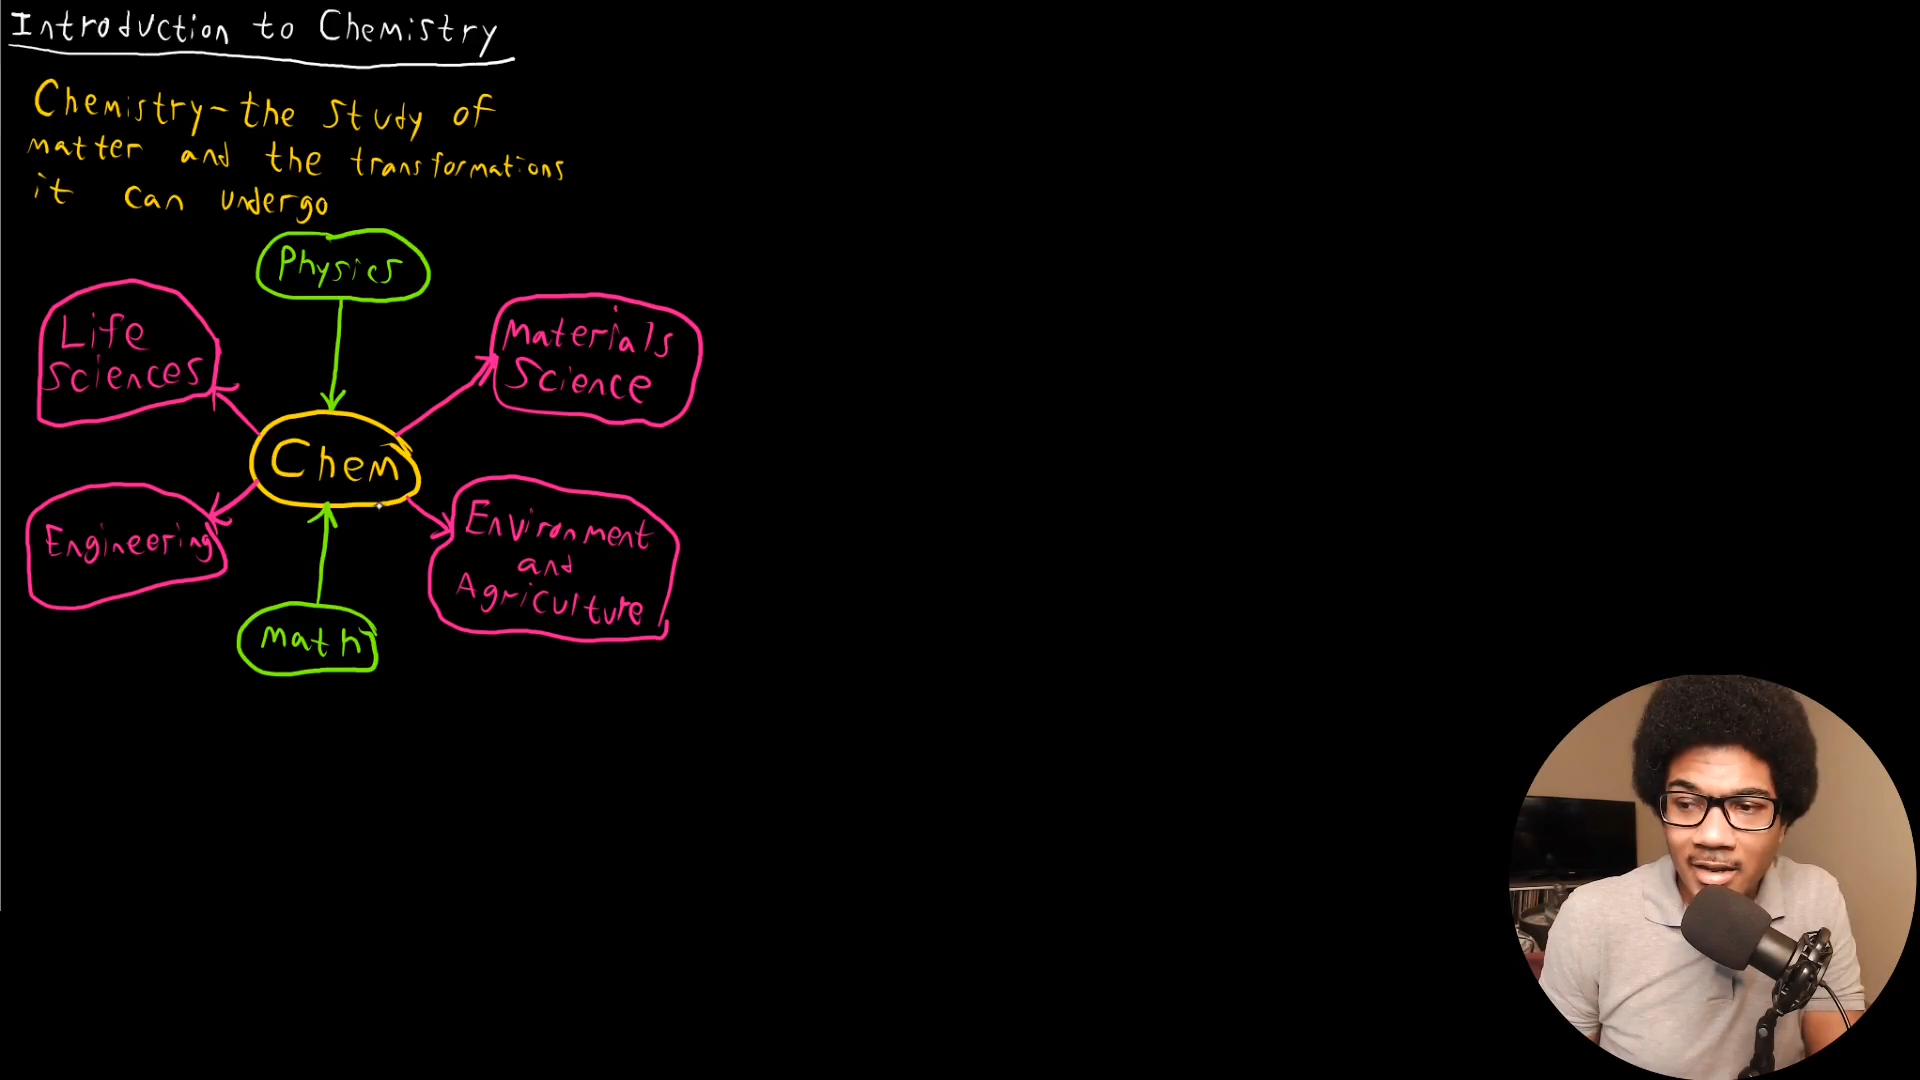 Introduction to Chemistry
Chemistry- the study of
matter and the transformations
it can undergo
Physics
Life
Sciences
Materials
Science
Chem
Engineering
Environment
and
Agriculture
Math